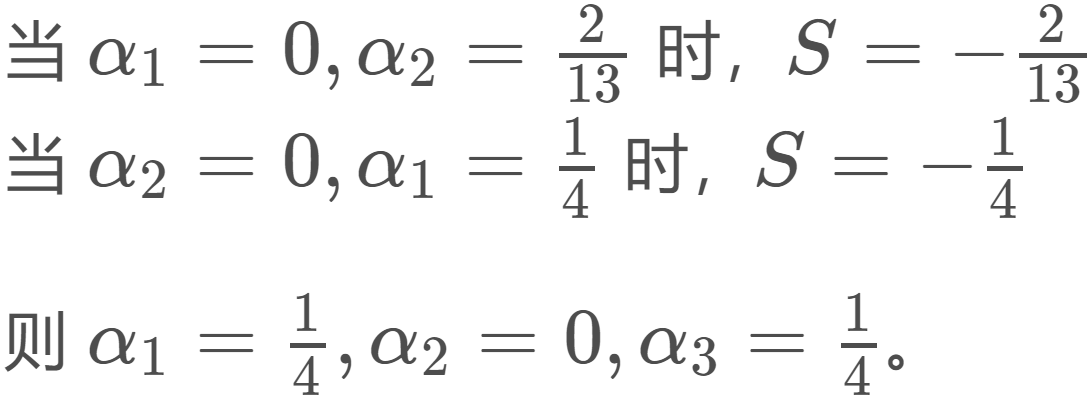 当 α₁ = 0, α₂ = 2/13 时, S = −2/13
当 α₂ = 0, α₁ = 1/4 时, S = −1/4
则 α₁ = 1/4, α₂ = 0, α₃ = 1/4。